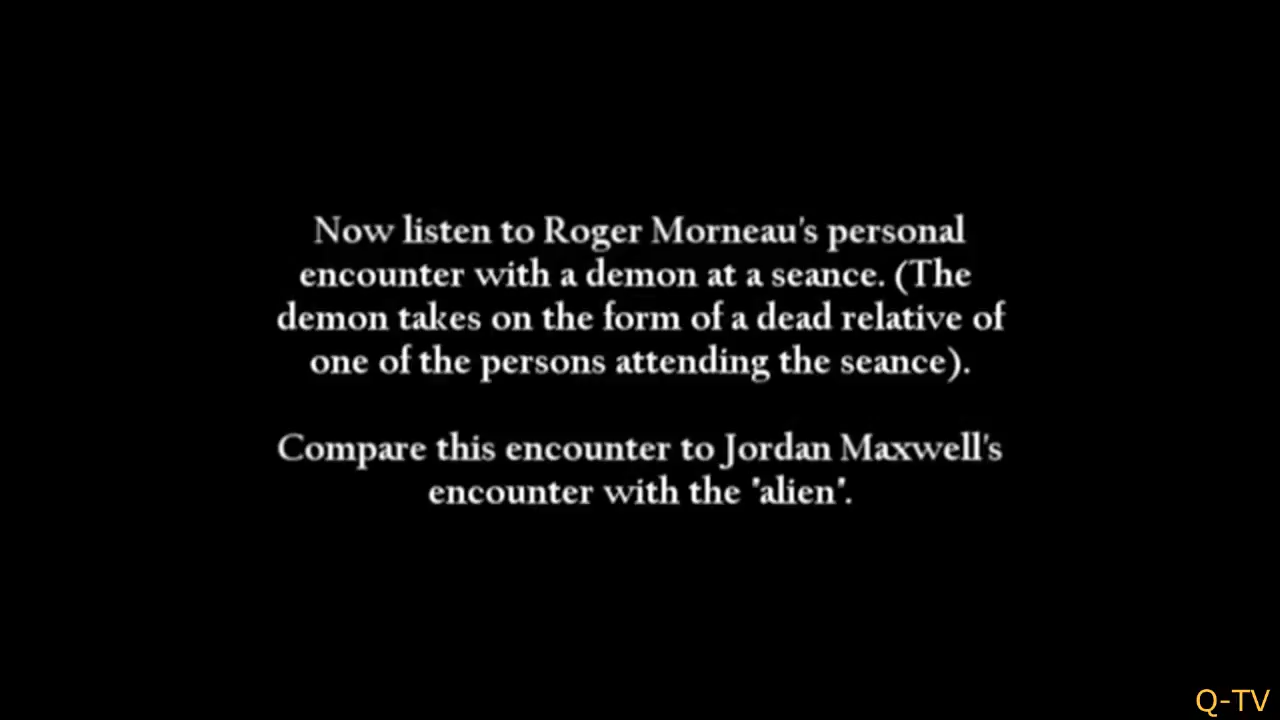 Now listen to Roger Morneau's personal
encounter with a demon at a seance. (The
demon takes on the form of a dead relative of
one of the persons attending the seance).
Compare this encounter to Jordan Maxwell's
encounter with the "alien".
Q-TV